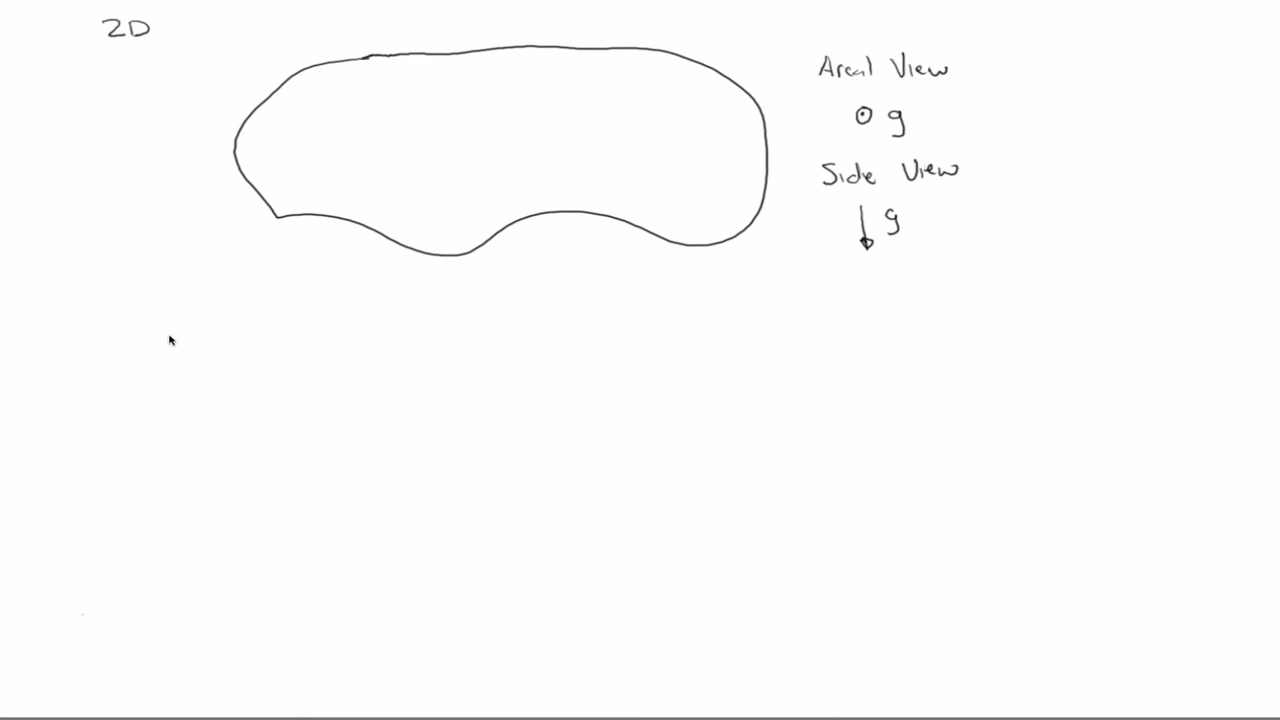 2D
Areal View
⊙ g
Side View
↓ g